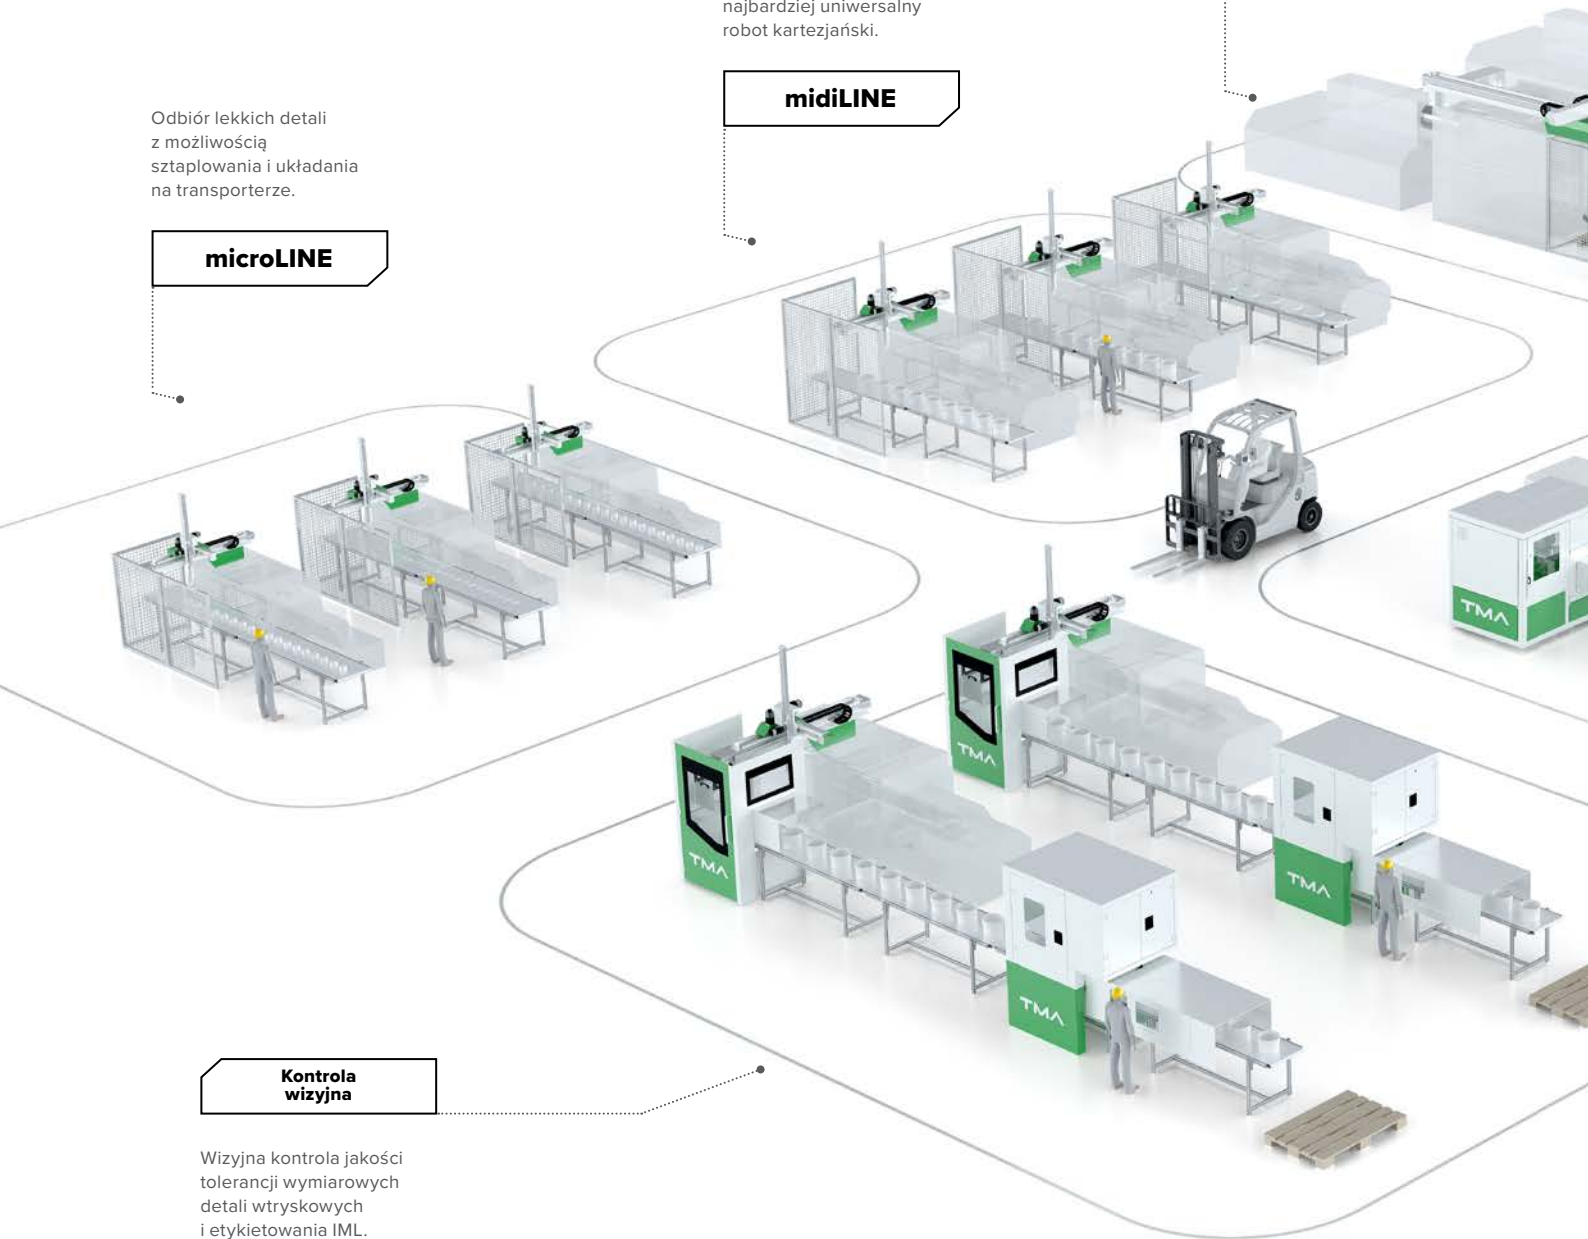 najbardziej uniwersalny
robot kartezjański.
midiLINE
Odbiór lekkich detali
z możliwością
sztaplowania i układania
na transporterze.
microLINE
TMA
TMA
TMA
TMA
TMA
Kontrola
wizyjna
Wizyjna kontrola jakości
tolerancji wymiarowych
detali wtryskowych
i etykietowania IML.